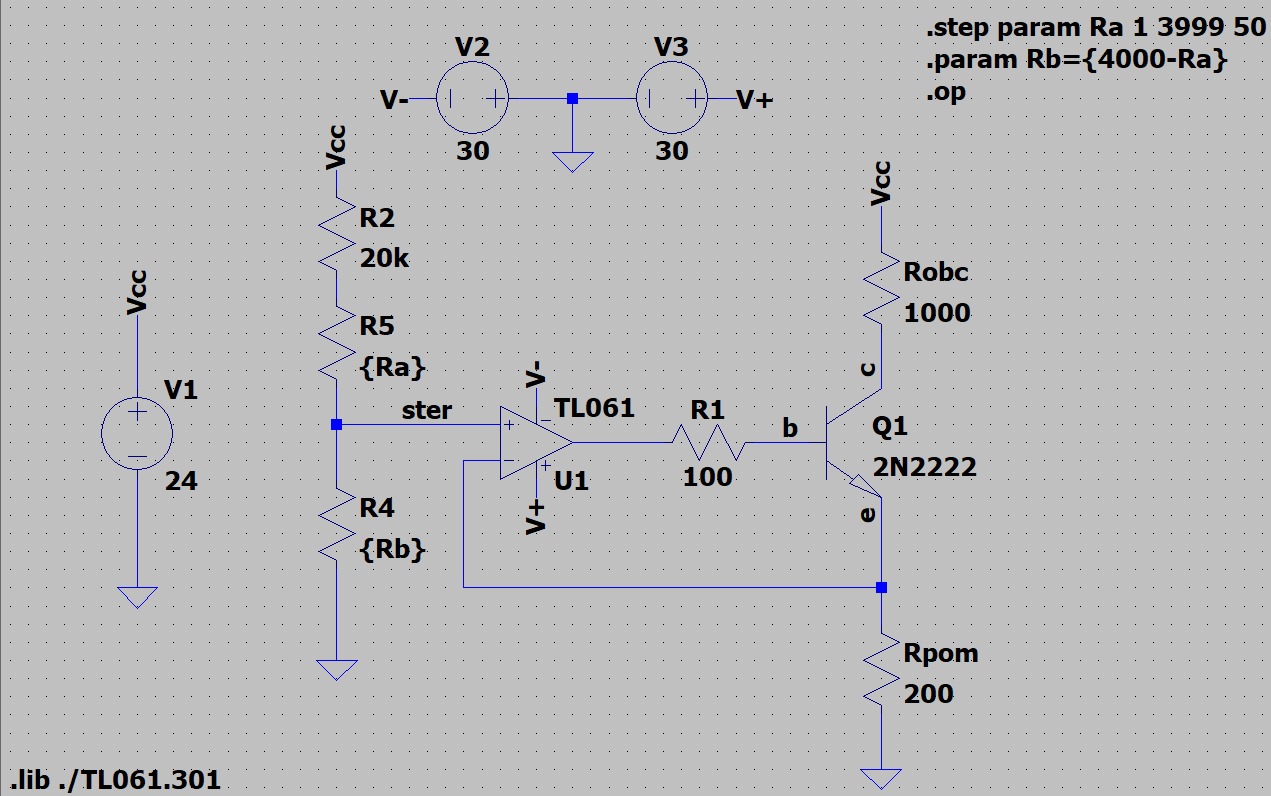 .step param Ra 1 3999 50
.param Rb={4000-Ra}
.op
V2
V3
V-
V+
30
30
Vcc
Vcc
R2
20k
Vcc
Robc
1000
R5
{Ra}
V1
24
ster
V-
TL061
R1
100
b
c
Q1
2N2222
U1
V+
e
R4
{Rb}
Rpom
200
.lib ./TL061.301